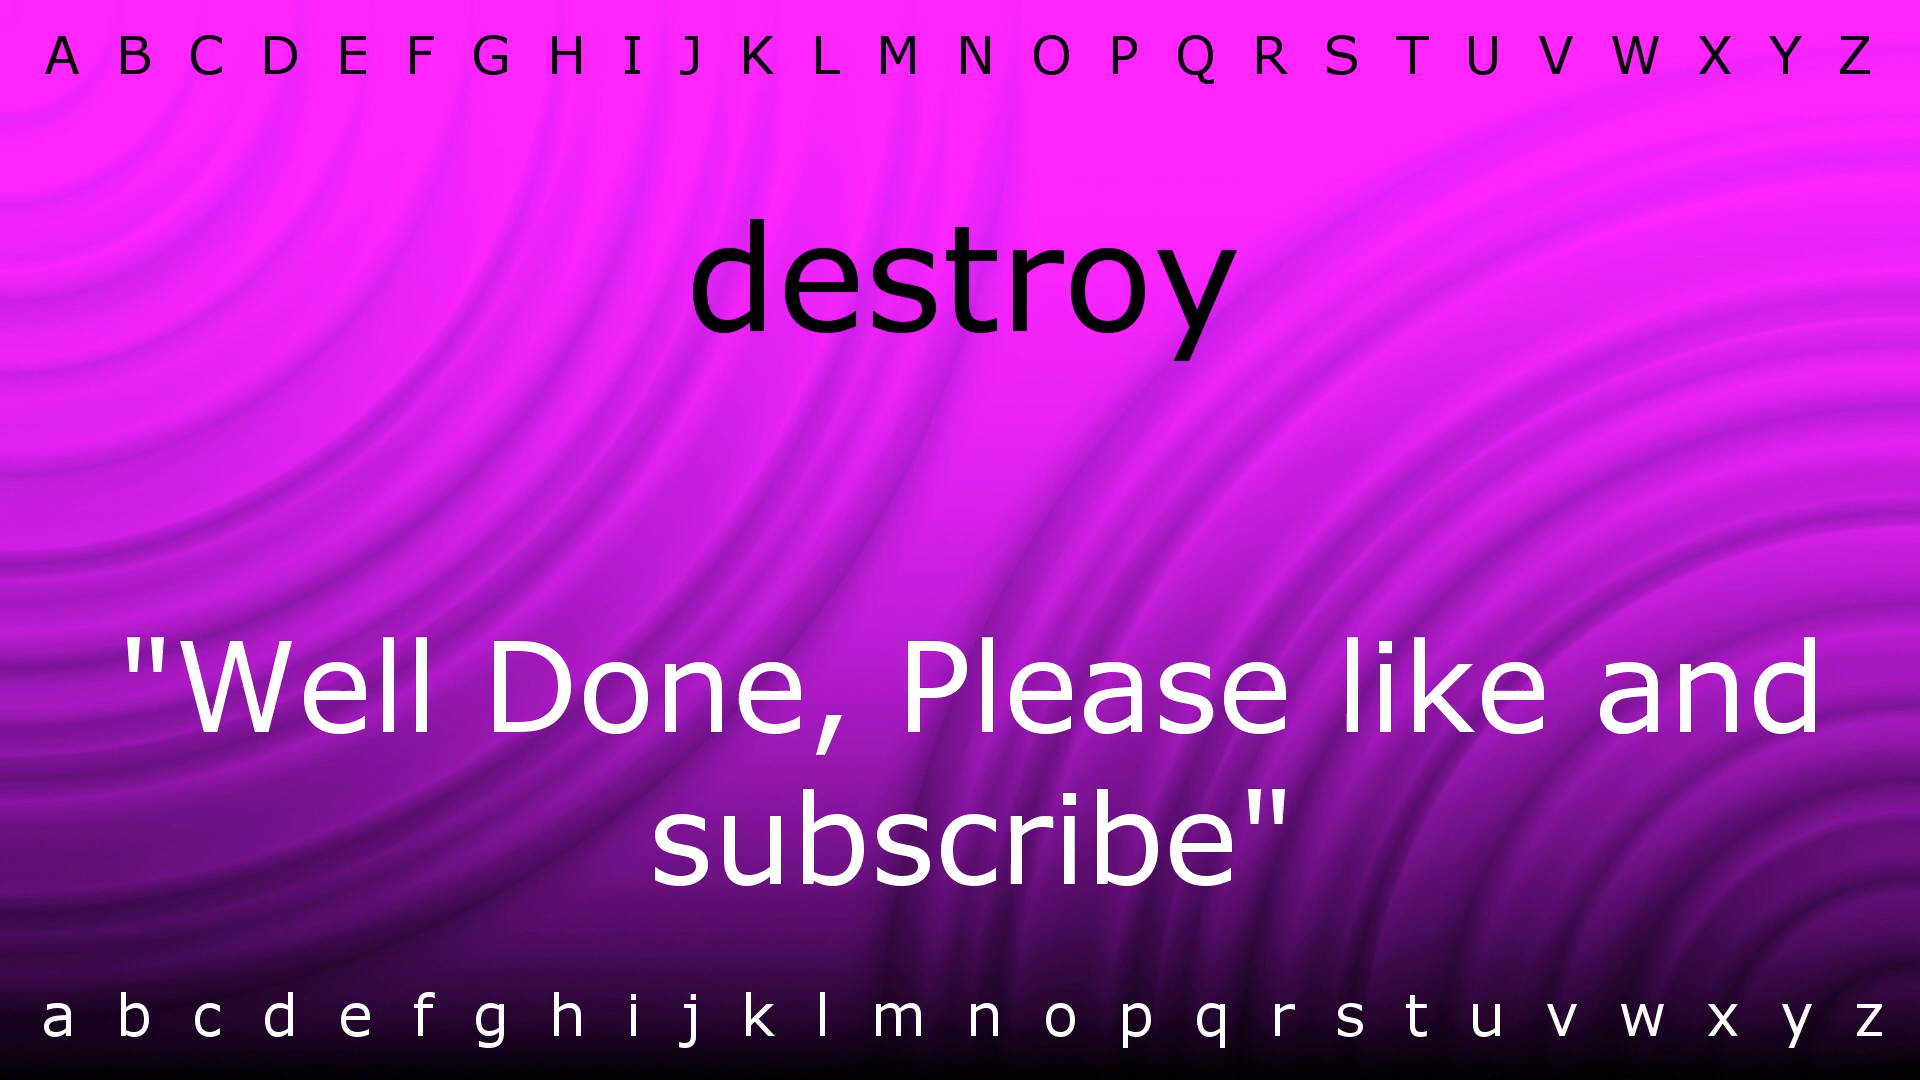 A B C D E F G H I J K L M N O P Q R S T U V W X Y Z
destroy
"Well Done, Please like and
subscribe"
a b c d e f g h i j k l m n o p q r s t u v w x y z